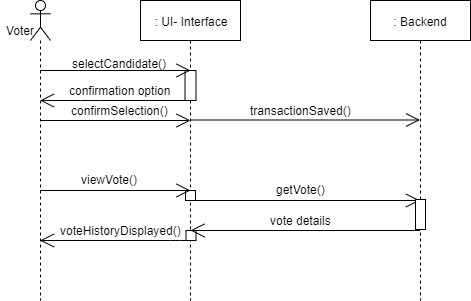 Voter
: UI- Interface
: Backend
selectCandidate()
confirmation option
confirmSelection()
transactionSaved()
viewVote()
getVote()
vote details
voteHistoryDisplayed()